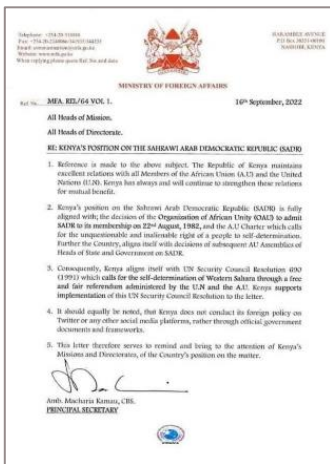 HARAMBEE AVENUE
NAIROBI, KENYA
MINISTRY OF FOREIGN AFFAIRS
MFA. REL/64 VOL 1.
16th September, 2022
All Heads of Mission.
All Heads of Directorate.
RE: KENYA'S POSITION ON THE SAHRAWI ARAB DEMOCRATIC REPUBLIC (SADR)
1. Reference is made to the above subject. The Republic of Kenya maintains
excellent relations with all Members of the African Union (A.U) and the United
Nations (U.N). Kenya has always and will continue to strengthen these relations
for mutual benefit.
2. Kenya's position on the Sahrawi Arab Democratic Republic (SADR) is fully
aligned with; the decision of the Organization of African Unity (OAU) to admit
SADR to its membership on 22nd August, 1982, and the A.U Charter which calls
for the unquestionable and inalienable right of a people to self-determination.
Further the Country, aligns itself with decisions of subsequent AU Assemblies of
Heads of State and Government on SADR.
3. Consequently, Kenya aligns itself with UN Security Council Resolution 690
(1991) which calls for the self-determination of Western Sahara through a free
and fair referendum administered by the U.N and the A.U. Kenya supports
implementation of this UN Security Council Resolution to the letter.
4. It should equally be noted, that Kenya does not conduct its foreign policy on
Twitter or any other social media platforms, rather through official government
documents and frameworks.
5. This letter therefore serves to remind and bring to the attention of Kenya's
Missions and Directorates, of the Country's position on the matter.
Amb. Macharia Kamau, CBS.
PRINCIPAL SECRETARY